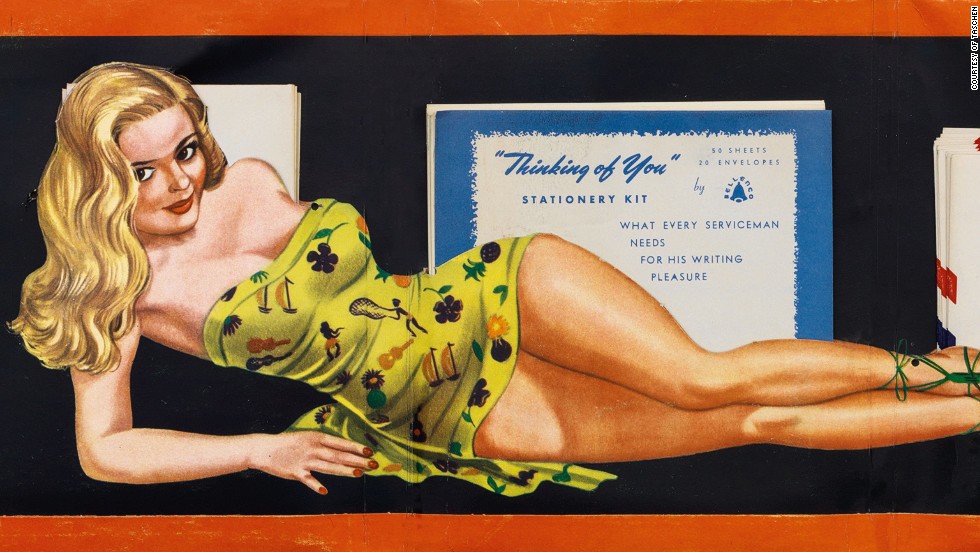 "Thinking of You"
STATIONERY KIT
50 SHEETS
20 ENVELOPES
by BELLENCO
WHAT EVERY SERVICEMAN
NEEDS
FOR HIS WRITING
PLEASURE
COURTESY OF TASCHEN